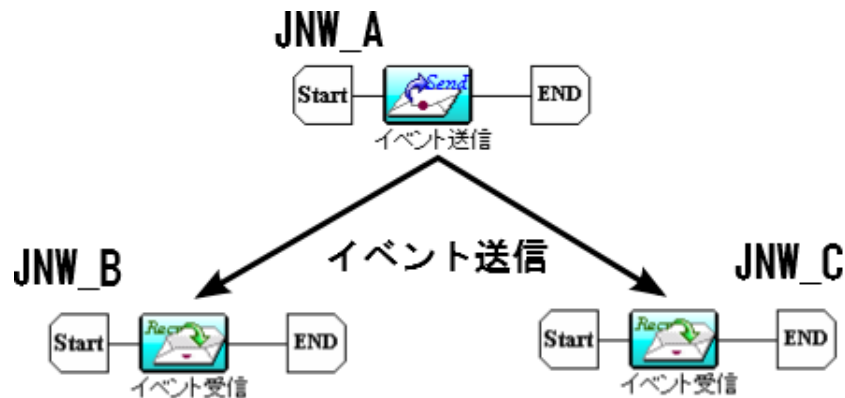 JNW_A
Start
Send
END
イベント送信
イベント送信
JNW_B
JNW_C
Start
Recv
END
イベント受信
Start
Recv
END
イベント受信